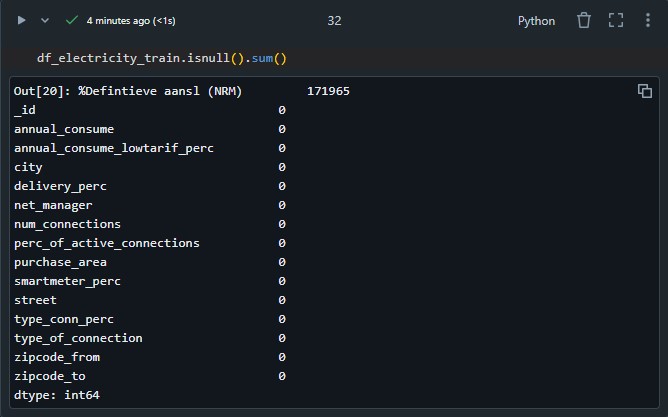 4 minutes ago (<1s)
32
Python
df_electricity_train.isnull().sum()
Out[20]: %Defintieve aansl (NRM) 171965
_id 0
annual_consume 0
annual_consume_lowtarif_perc 0
city 0
delivery_perc 0
net_manager 0
num_connections 0
perc_of_active_connections 0
purchase_area 0
smartmeter_perc 0
street 0
type_conn_perc 0
type_of_connection 0
zipcode_from 0
zipcode_to 0
dtype: int64